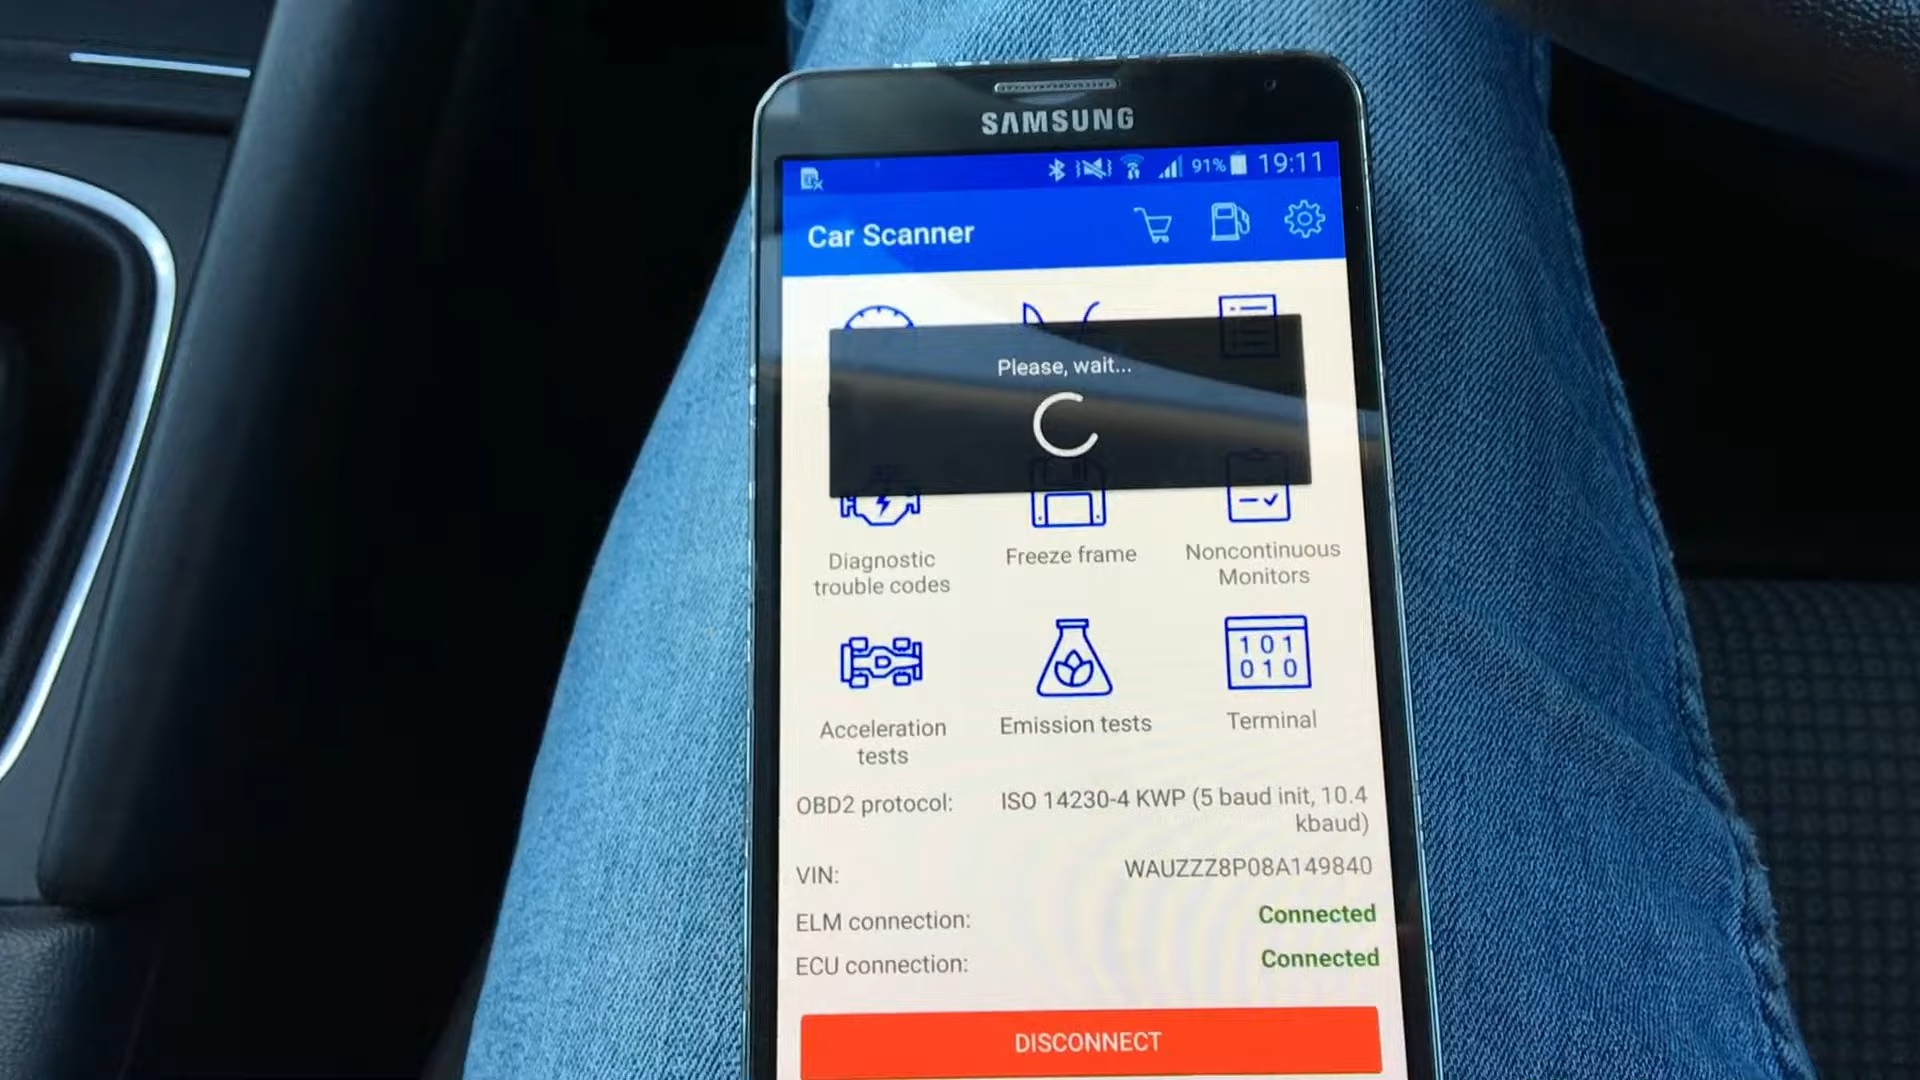 SAMSUNG
91% 19:11
Car Scanner
Please, wait...
Diagnostic
trouble codes
Freeze frame
Noncontinuous
Monitors
101
010
Acceleration
tests
Emission tests
Terminal
OBD2 protocol:
ISO 14230-4 KWP (5 baud init, 10.4
kbaud)
VIN:
WAUZZZ8P08A149840
ELM connection:
Connected
ECU connection:
Connected
DISCONNECT